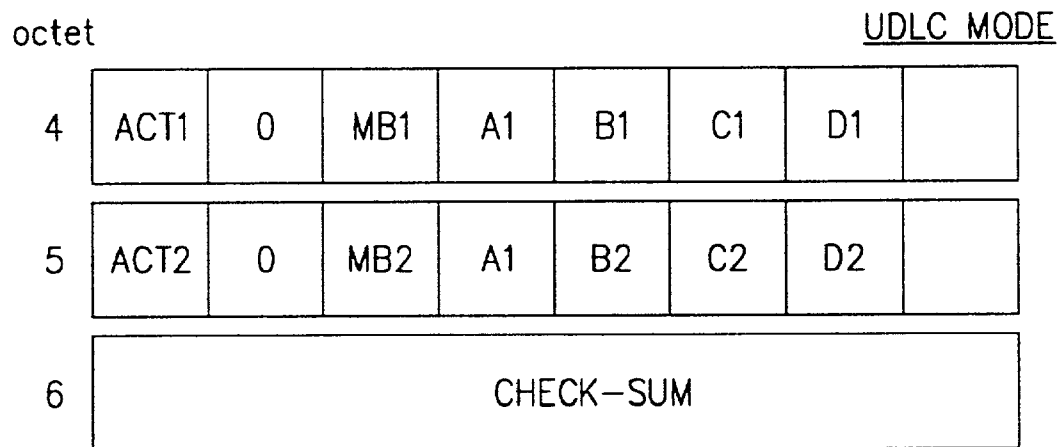 octet UDLC MODE
4 ACT1 0 MB1 A1 B1 C1 D1
5 ACT2 0 MB2 A1 B2 C2 D2
6 CHECK-SUM